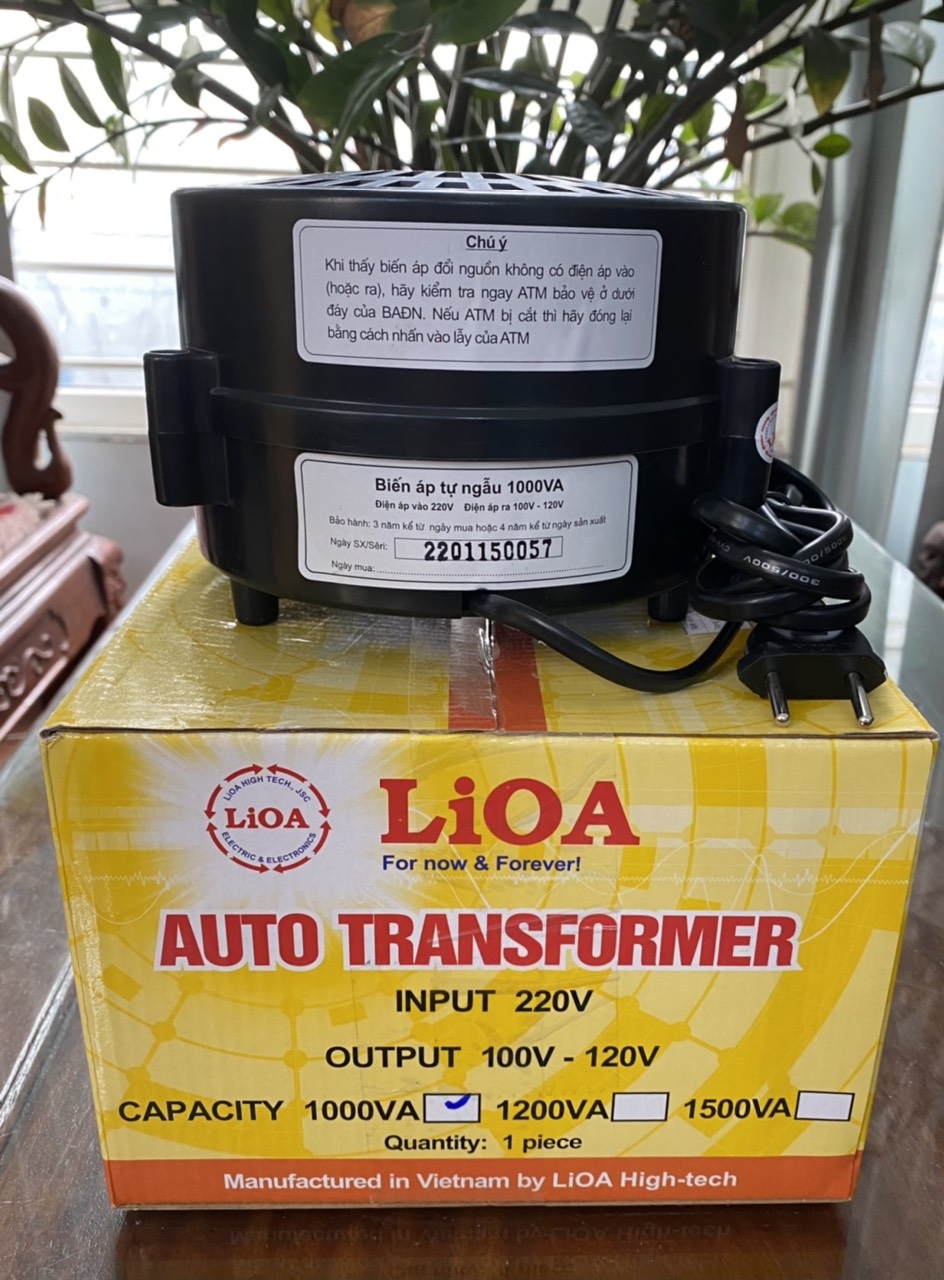 Chú ý
Khi thấy biến áp đổi nguồn không có điện áp vào
(hoặc ra), hãy kiểm tra ngay ATM bảo vệ ở dưới
đáy của BAĐN. Nếu ATM bị cắt thì hãy đóng lại
bằng cách nhấn vào lẫy của ATM
Biến áp tự ngẫu 1000VA
Điện áp vào 220V Điện áp ra 100V - 120V
Bảo hành: 3 năm kể từ ngày mua hoặc 4 năm kể từ ngày sản xuất
Ngày SX/Sêri: 2201150057
Ngày mua:
300/500V
LiOA HIGH TECH., JSC
LiOA
ELECTRIC & ELECTRONICS
LiOA
For now & Forever!
AUTO TRANSFORMER
INPUT 220V
OUTPUT 100V - 120V
CAPACITY 1000VA 1200VA 1500VA
Quantity: 1 piece
Manufactured in Vietnam by LiOA High-tech